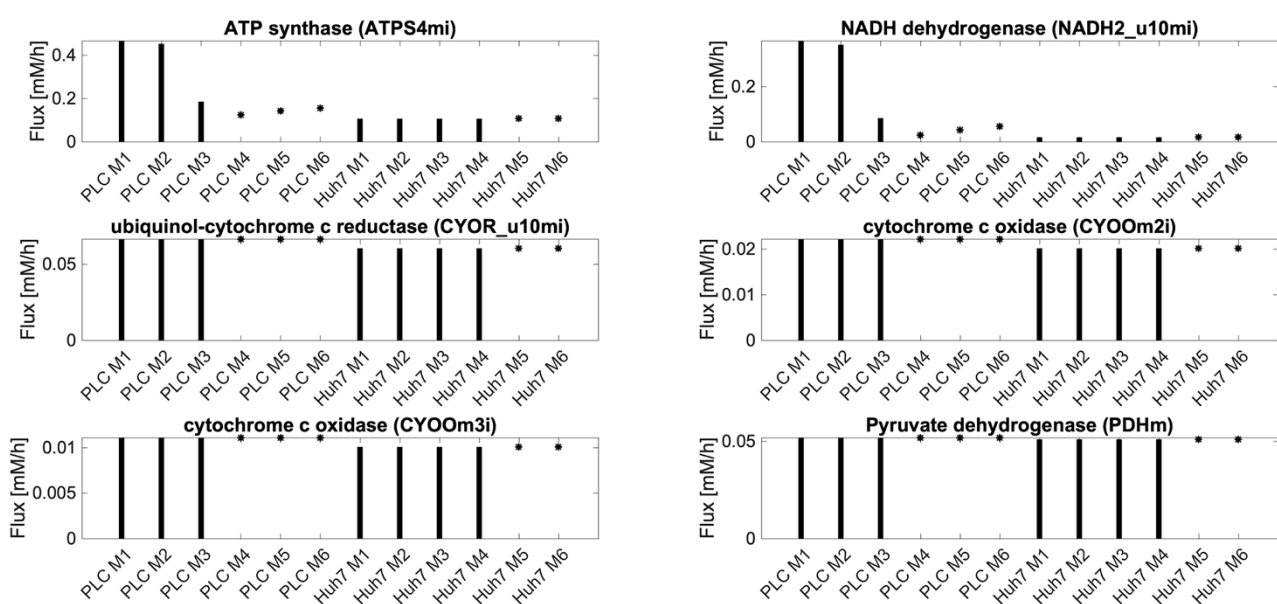 ATP synthase (ATPS4mi)
Flux [mM/h]
0.4
0.2
0
PLC M1
PLC M2
PLC M3
PLC M4
PLC M5
PLC M6
Huh7 M1
Huh7 M2
Huh7 M3
Huh7 M4
Huh7 M5
Huh7 M6
NADH dehydrogenase (NADH2_u10mi)
Flux [mM/h]
0.2
0
PLC M1
PLC M2
PLC M3
PLC M4
PLC M5
PLC M6
Huh7 M1
Huh7 M2
Huh7 M3
Huh7 M4
Huh7 M5
Huh7 M6
ubiquinol-cytochrome c reductase (CYOR_u10mi)
Flux [mM/h]
0.05
0
PLC M1
PLC M2
PLC M3
PLC M4
PLC M5
PLC M6
Huh7 M1
Huh7 M2
Huh7 M3
Huh7 M4
Huh7 M5
Huh7 M6
cytochrome c oxidase (CYOOm2i)
Flux [mM/h]
0.02
0.01
0
PLC M1
PLC M2
PLC M3
PLC M4
PLC M5
PLC M6
Huh7 M1
Huh7 M2
Huh7 M3
Huh7 M4
Huh7 M5
Huh7 M6
cytochrome c oxidase (CYOOm3i)
Flux [mM/h]
0.01
0.005
0
PLC M1
PLC M2
PLC M3
PLC M4
PLC M5
PLC M6
Huh7 M1
Huh7 M2
Huh7 M3
Huh7 M4
Huh7 M5
Huh7 M6
Pyruvate dehydrogenase (PDHm)
Flux [mM/h]
0.05
0
PLC M1
PLC M2
PLC M3
PLC M4
PLC M5
PLC M6
Huh7 M1
Huh7 M2
Huh7 M3
Huh7 M4
Huh7 M5
Huh7 M6